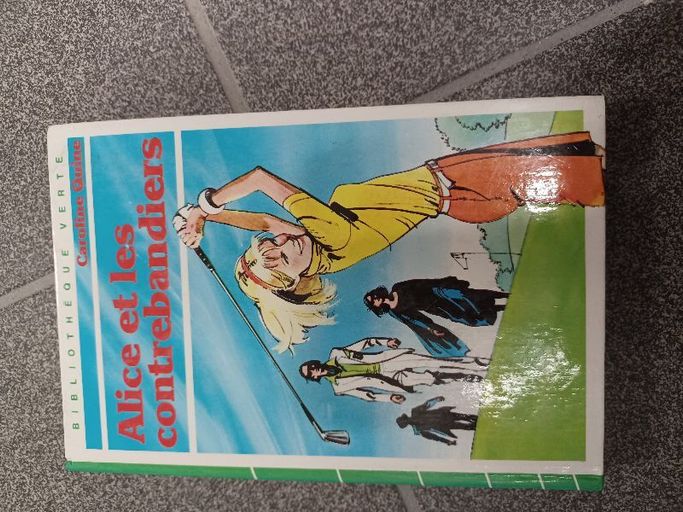 BIBLIOTHÈQUE VERTE
Caroline Quine
Alice et les
contrebandiers